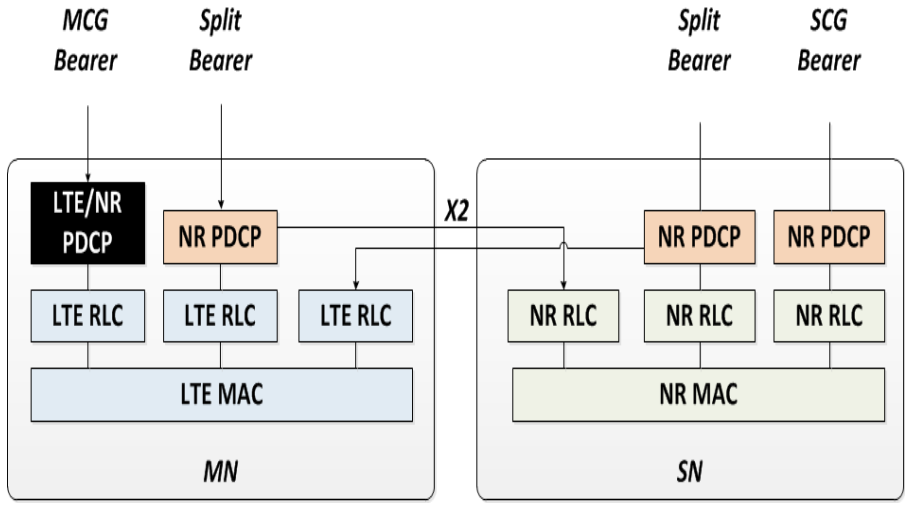 MCG
Bearer
Split
Bearer
Split
Bearer
SCG
Bearer
LTE/NR
PDCP
NR PDCP
X2
NR PDCP
NR PDCP
LTE RLC
LTE RLC
LTE RLC
NR RLC
NR RLC
NR RLC
LTE MAC
NR MAC
MN
SN